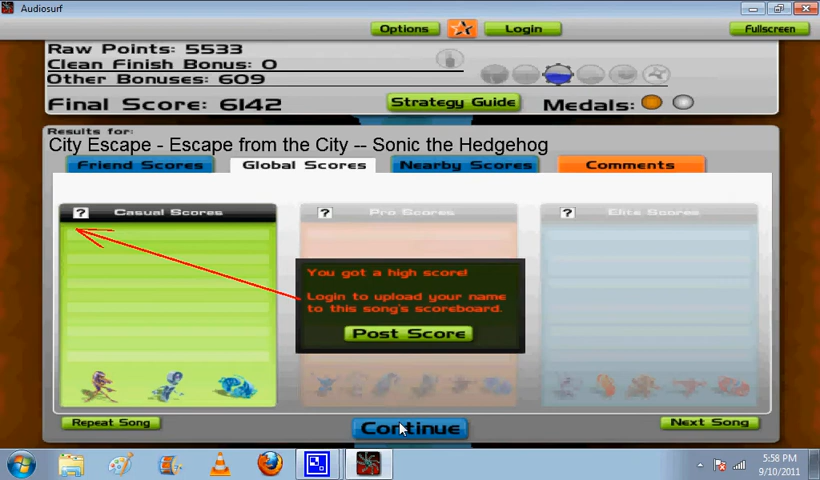 Audiosurf
Options
Login
Fullscreen
Raw Points: 5533
Clean Finish Bonus: 0
Other Bonuses: 609
Final Score: 6142
Strategy Guide
Medals:
Results for:
City Escape - Escape from the City -- Sonic the Hedgehog
Friend Scores
Global Scores
Nearby Scores
Comments
? Casual Scores
? Pro Scores
? Elite Scores
You got a high score!
Login to upload your name
to this song's scoreboard.
Post Score
Repeat Song
Continue
Next Song
5:58 PM
9/10/2011